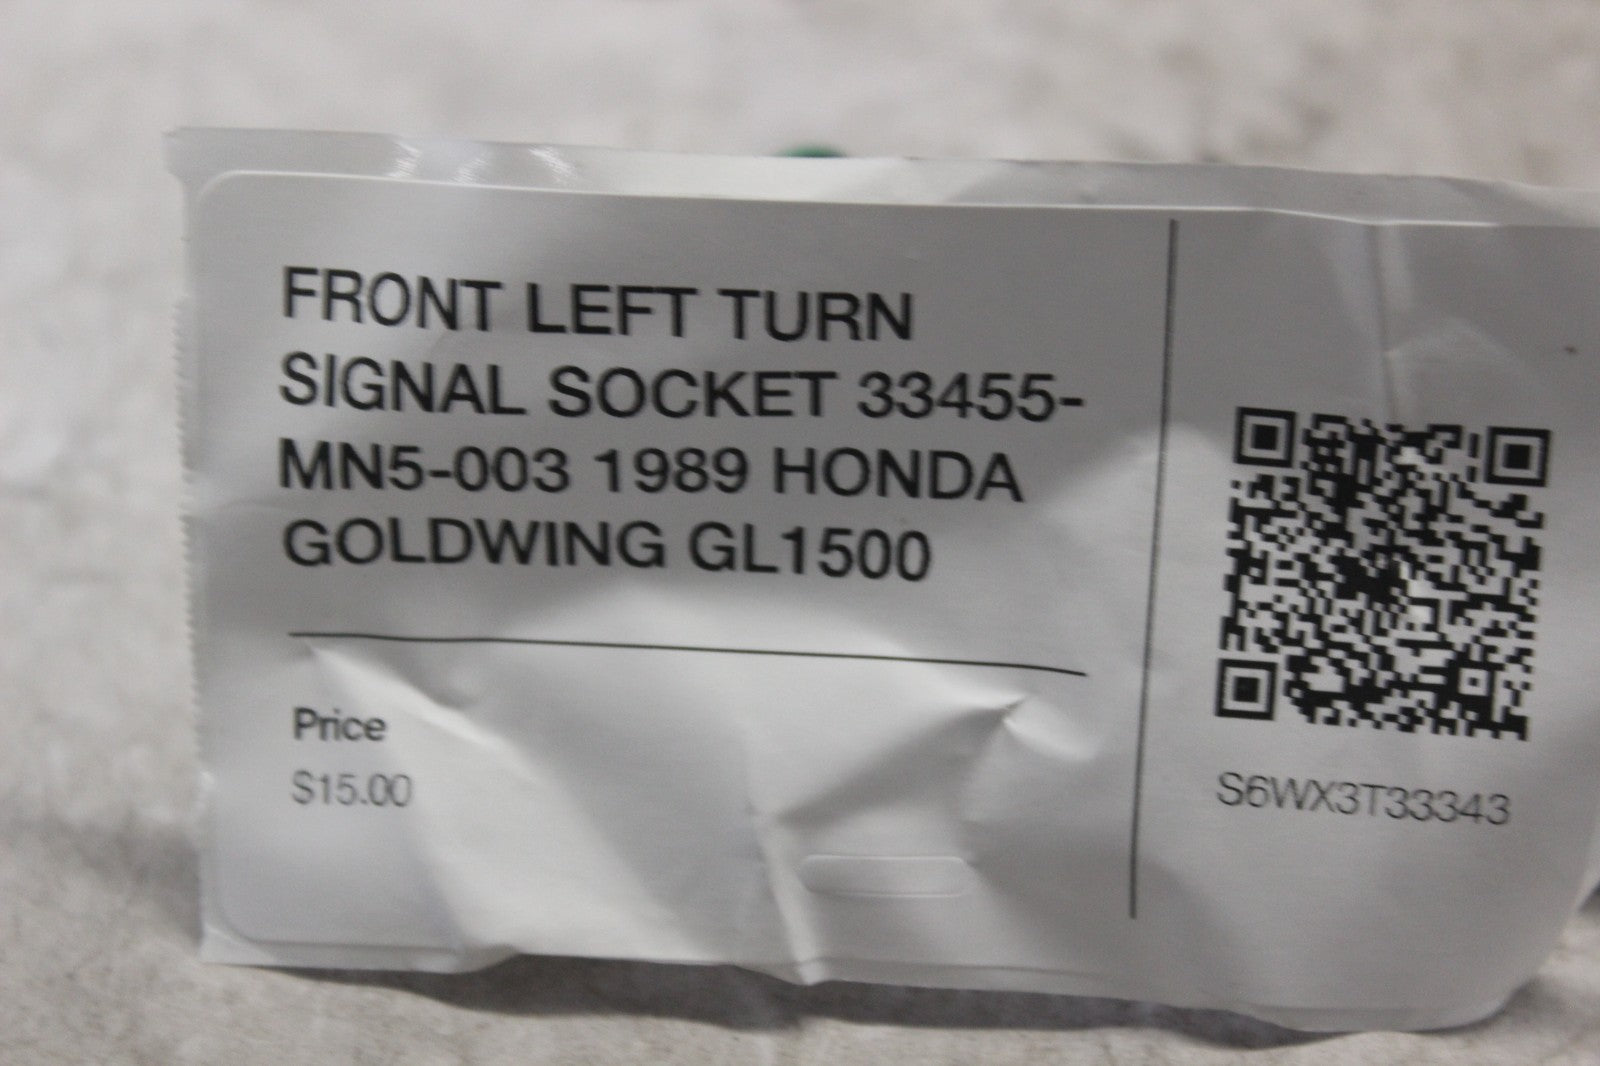 FRONT LEFT TURN
SIGNAL SOCKET 33455-
MN5-003 1989 HONDA
GOLDWING GL1500
Price
$15.00
S6WX3T33343